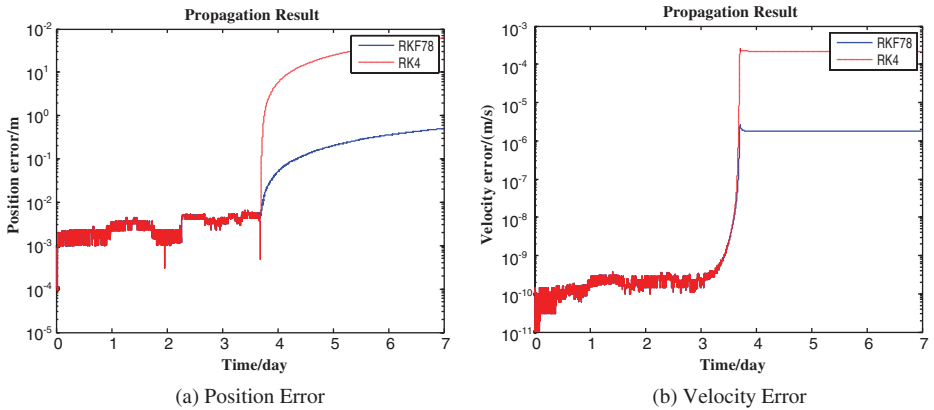 Propagation Result
10^-2
10^1
10^0
10^-1
10^-2
10^-3
10^-4
10^-5
Position error/m
RKF78
RK4
0 1 2 3 4 5 6 7
Time/day
(a) Position Error
Propagation Result
10^-3
10^-4
10^-5
10^-6
10^-7
10^-8
10^-9
10^-10
10^-11
Velocity error/(m/s)
RKF78
RK4
0 1 2 3 4 5 6 7
Time/day
(b) Velocity Error